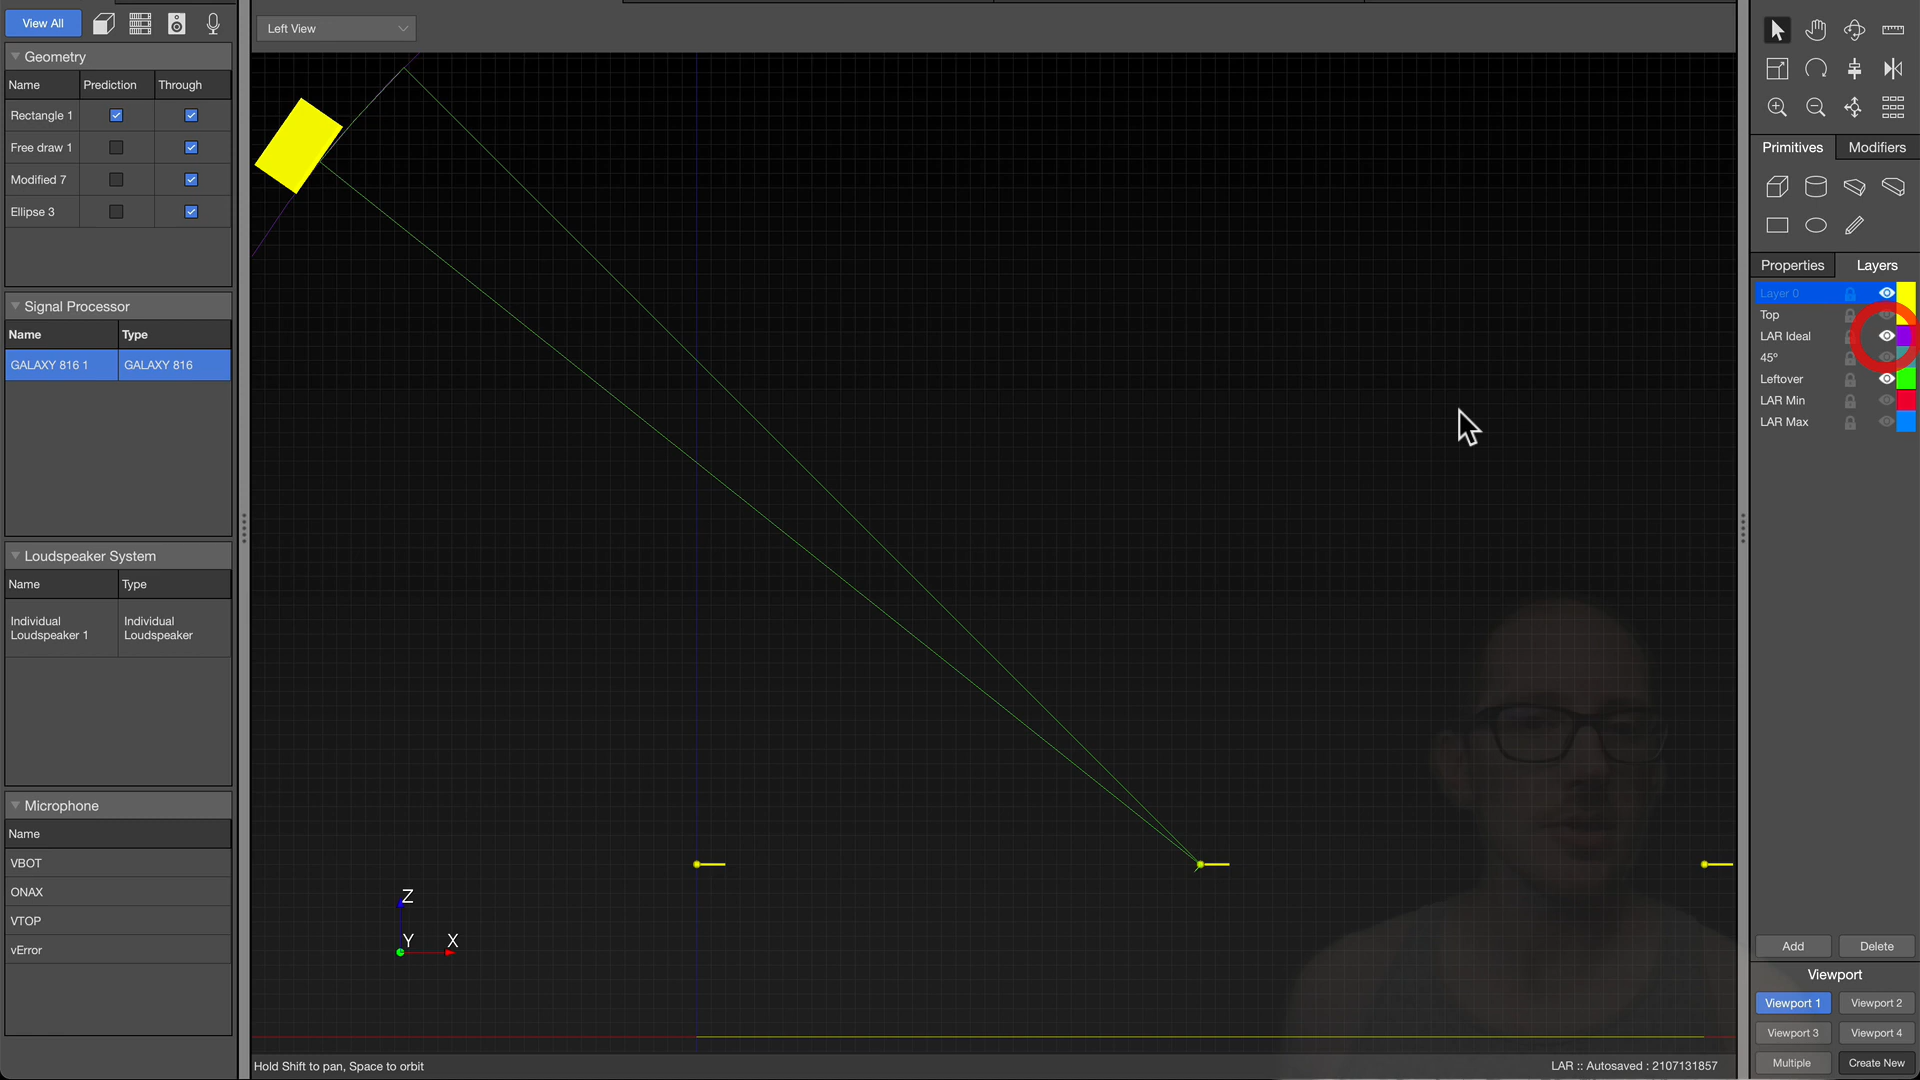 View All
Left View
Geometry
Name Prediction Through
Rectangle 1
Free draw 1
Modified 7
Ellipse 3
Signal Processor
Name Type
GALAXY 816 1 GALAXY 816
Loudspeaker System
Name Type
Individual Loudspeaker 1 Individual Loudspeaker
Microphone
Name
VBOT
ONAX
VTOP
vError
Z
Y X
Hold Shift to pan, Space to orbit
LAR :: Autosaved : 2107131857
Primitives Modifiers
Properties Layers
Layer 0
Top
LAR Ideal
45º
Leftover
LAR Min
LAR Max
Add Delete
Viewport
Viewport 1 Viewport 2
Viewport 3 Viewport 4
Multiple Create New